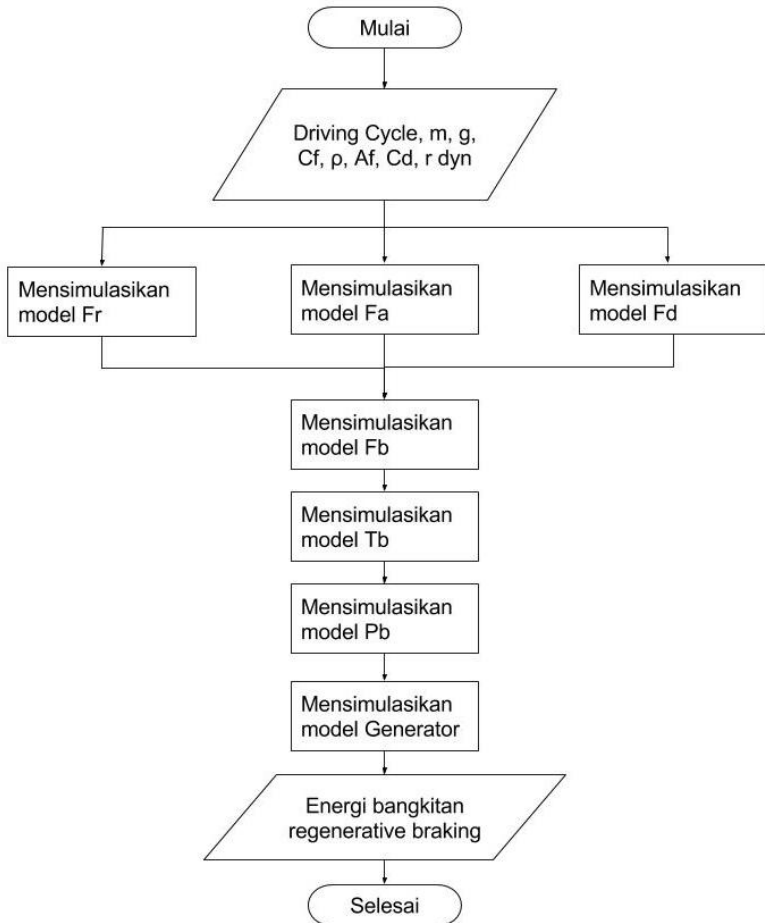 Mulai
Driving Cycle, m, g,
Cf, ρ, Af, Cd, r dyn
Mensimulasikan
model Fr
Mensimulasikan
model Fa
Mensimulasikan
model Fd
Mensimulasikan
model Fb
Mensimulasikan
model Tb
Mensimulasikan
model Pb
Mensimulasikan
model Generator
Energi bangkitan
regenerative braking
Selesai